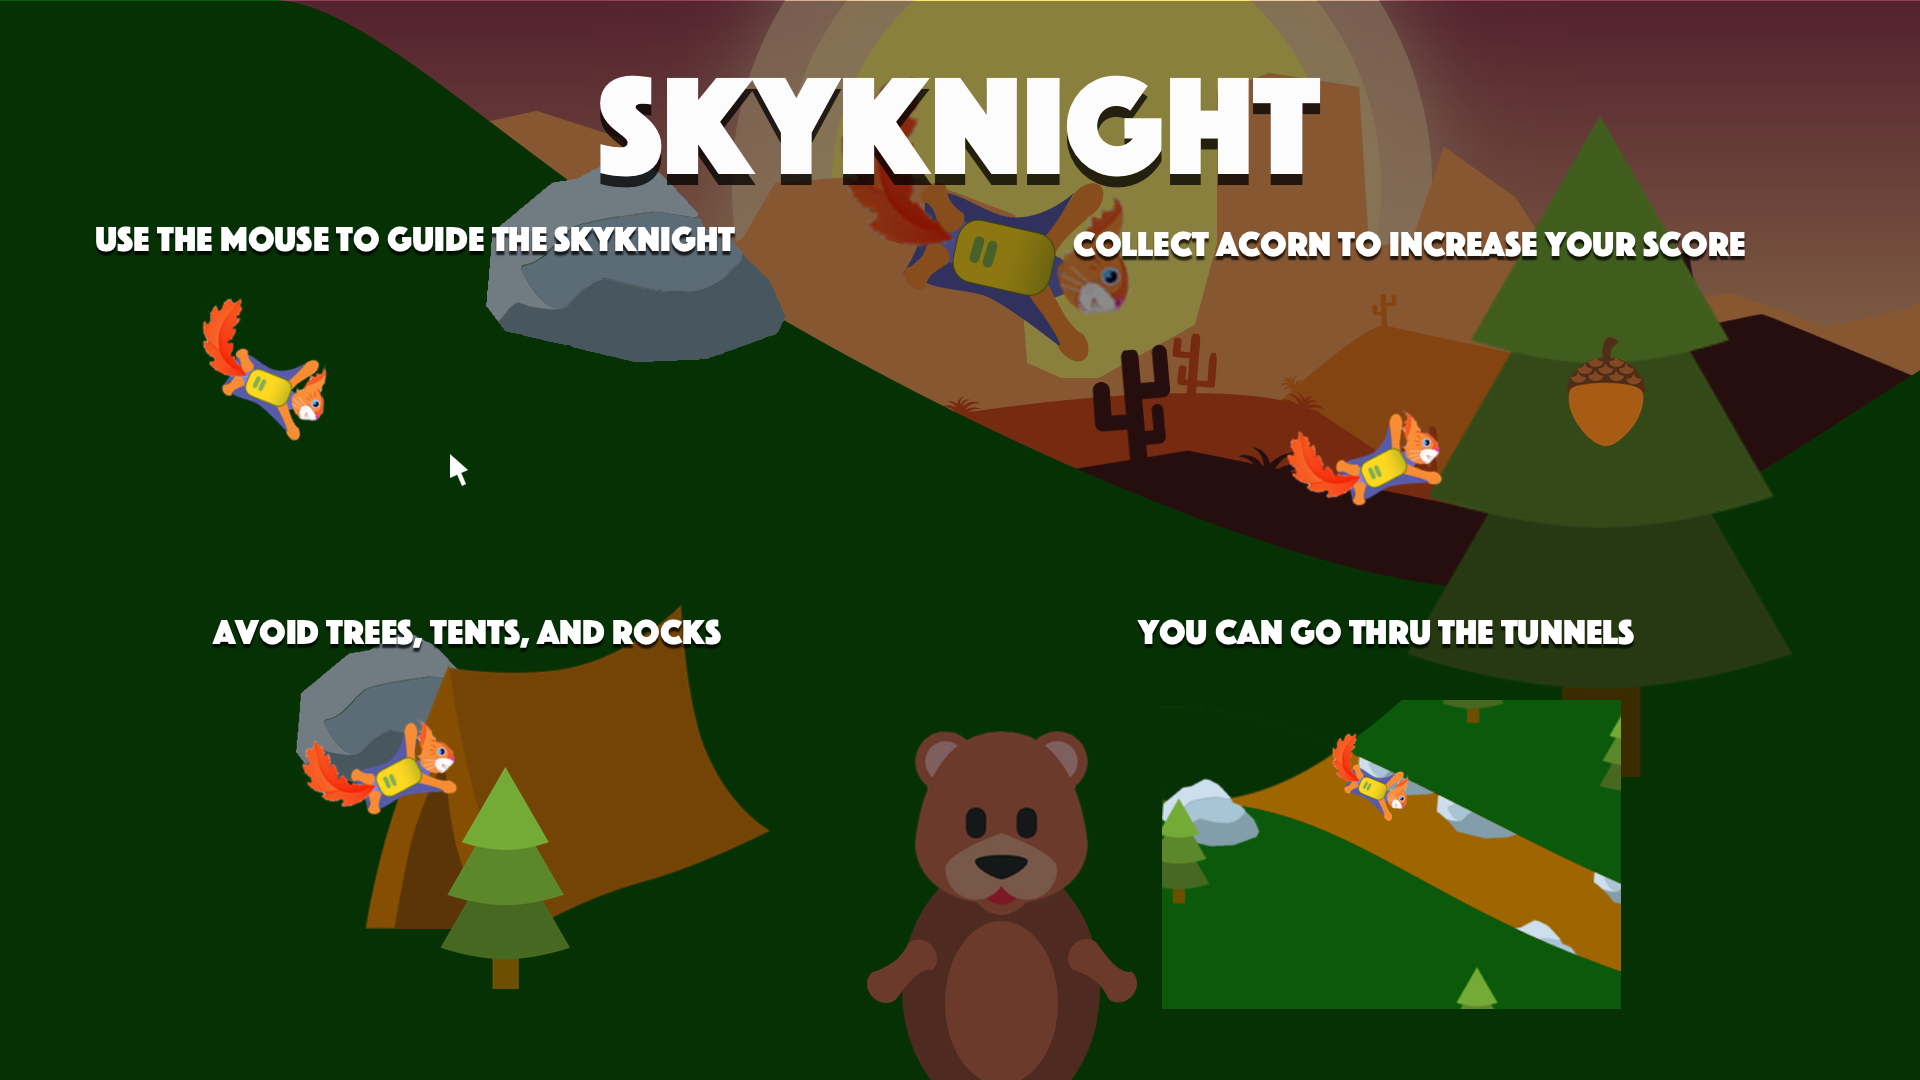 SKYKNIGHT
USE THE MOUSE TO GUIDE THE SKYKNIGHT
COLLECT ACORN TO INCREASE YOUR SCORE
AVOID TREES, TENTS, AND ROCKS
YOU CAN GO THRU THE TUNNELS